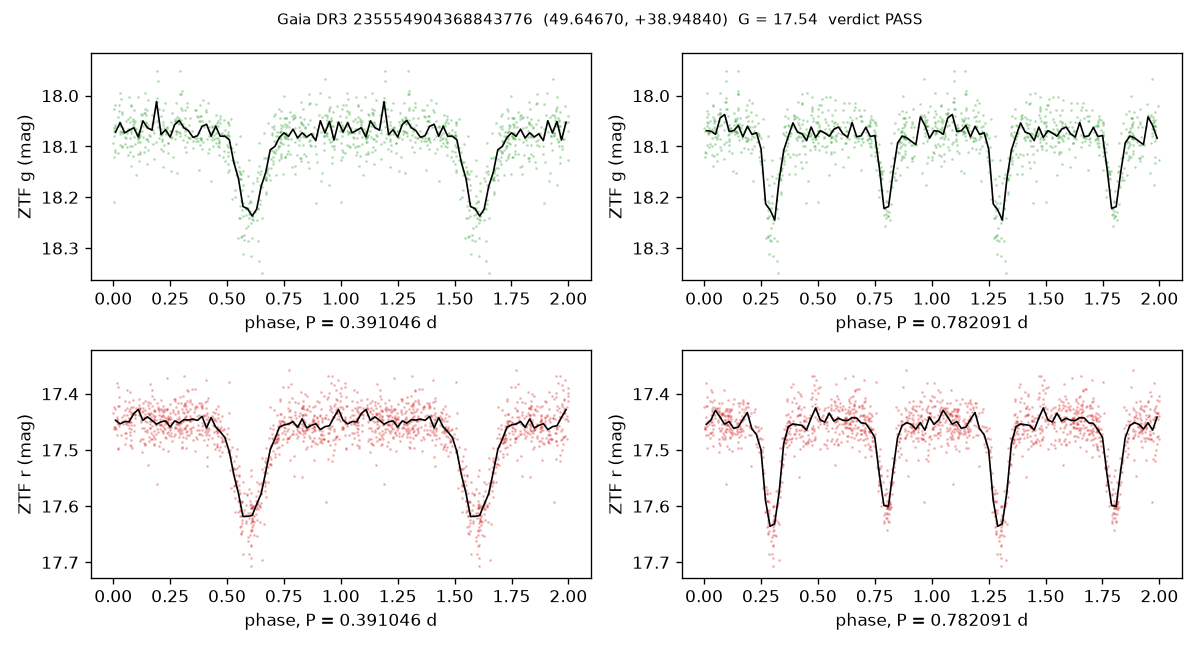 Gaia DR3 235554904368843776  (49.64670, +38.94840)  G = 17.54  verdict PASS
ZTF g (mag)
18.0
18.1
18.2
18.3
0.00 0.25 0.50 0.75 1.00 1.25 1.50 1.75 2.00
phase, P = 0.391046 d
ZTF g (mag)
18.0
18.1
18.2
18.3
0.00 0.25 0.50 0.75 1.00 1.25 1.50 1.75 2.00
phase, P = 0.782091 d
ZTF r (mag)
17.4
17.5
17.6
17.7
0.00 0.25 0.50 0.75 1.00 1.25 1.50 1.75 2.00
phase, P = 0.391046 d
ZTF r (mag)
17.4
17.5
17.6
17.7
0.00 0.25 0.50 0.75 1.00 1.25 1.50 1.75 2.00
phase, P = 0.782091 d